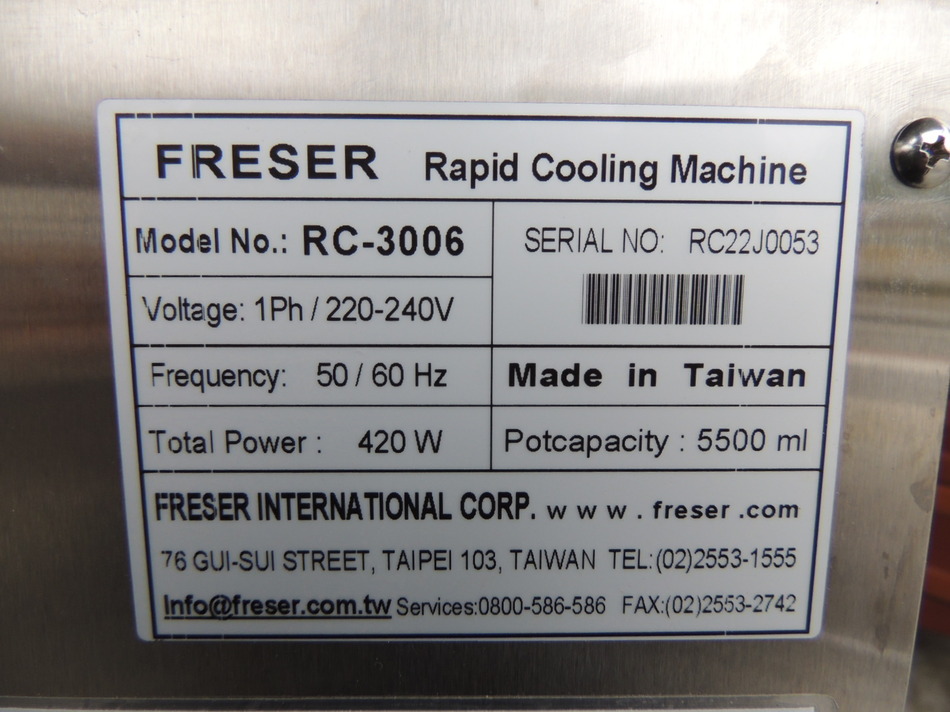 FRESER Rapid Cooling Machine
Model No.: RC-3006
SERIAL NO: RC22J0053
Voltage: 1Ph / 220-240V
Frequency: 50 / 60 Hz
Made in Taiwan
Total Power : 420 W
Potcapacity : 5500 ml
FRESER INTERNATIONAL CORP. www.freser.com
76 GUI-SUI STREET, TAIPEI 103, TAIWAN TEL:(02)2553-1555
Info@freser.com.tw Services:0800-586-586 FAX:(02)2553-2742